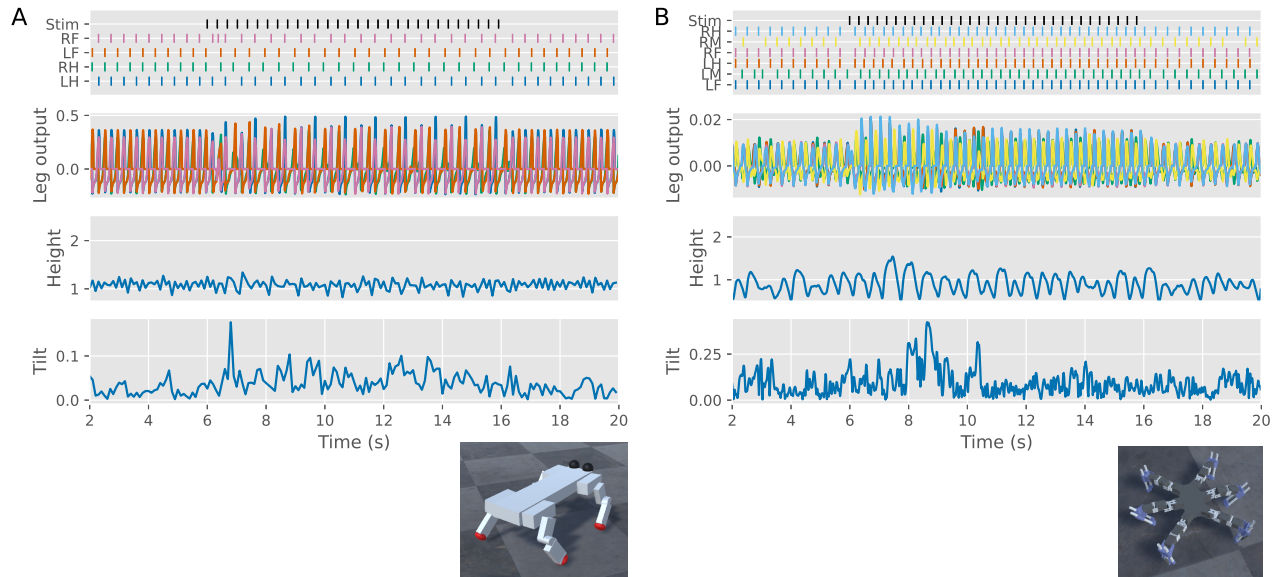 A
Stim
RF
LF
RH
LH
Leg output
0.5
0.0
Height
2
1
Tilt
0.1
0.0
2 4 6 8 10 12 14 16 18 20
Time (s)
B
Stim
RH
RM
RF
LH
LM
LF
Leg output
0.02
0.00
Height
2
1
Tilt
0.25
0.00
2 4 6 8 10 12 14 16 18 20
Time (s)